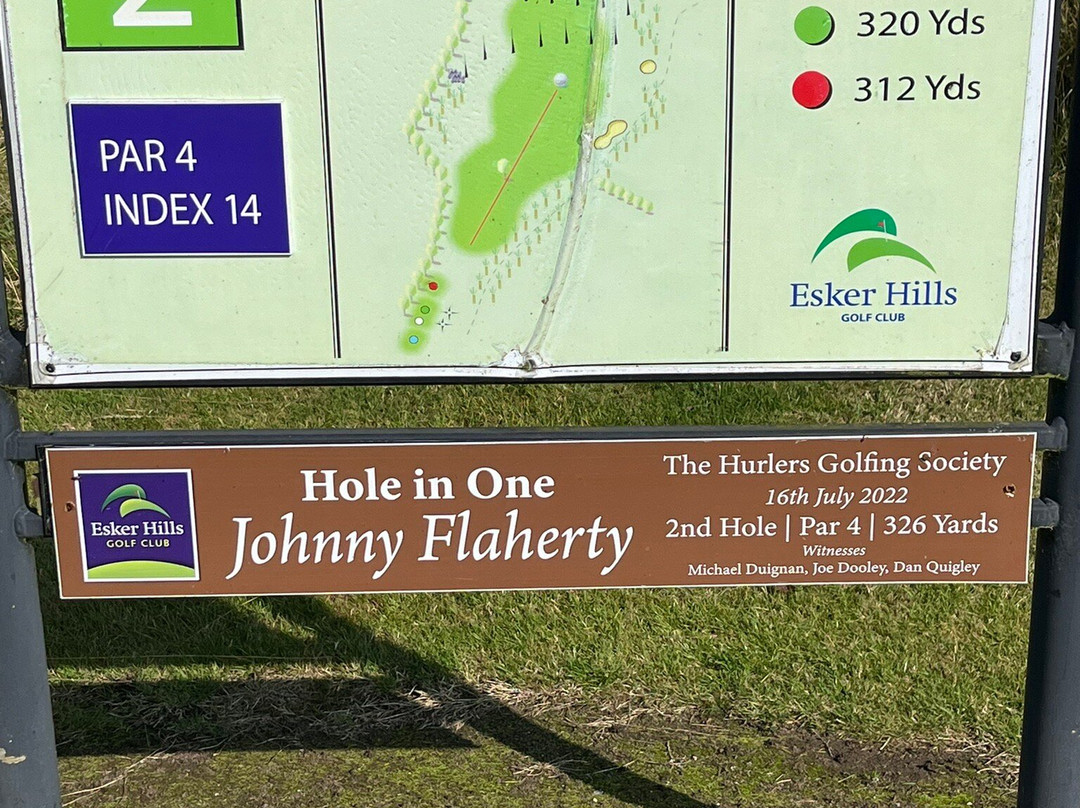 2
PAR 4
INDEX 14
320 Yds
312 Yds
Esker Hills
GOLF CLUB
Esker Hills
GOLF CLUB
Hole in One
Johnny Flaherty
The Hurlers Golfing Society
16th July 2022
2nd Hole | Par 4 | 326 Yards
Witnesses
Michael Duignan, Joe Dooley, Dan Quigley